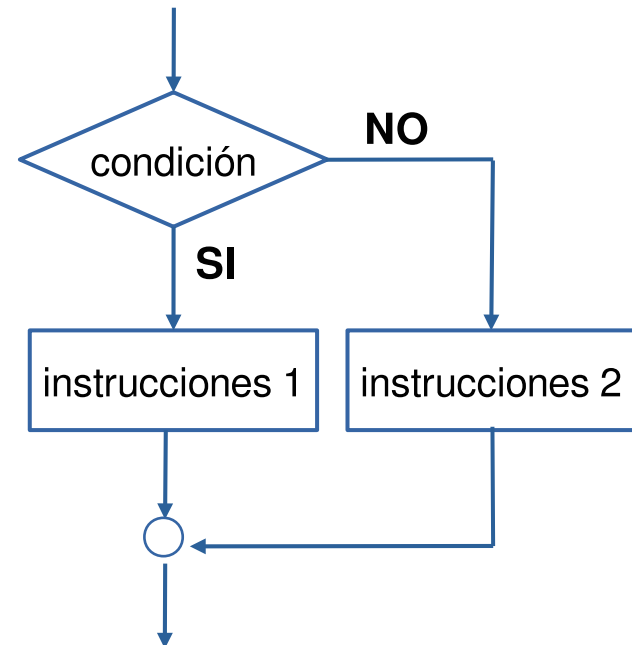 condición
NO
SI
instrucciones 1
instrucciones 2